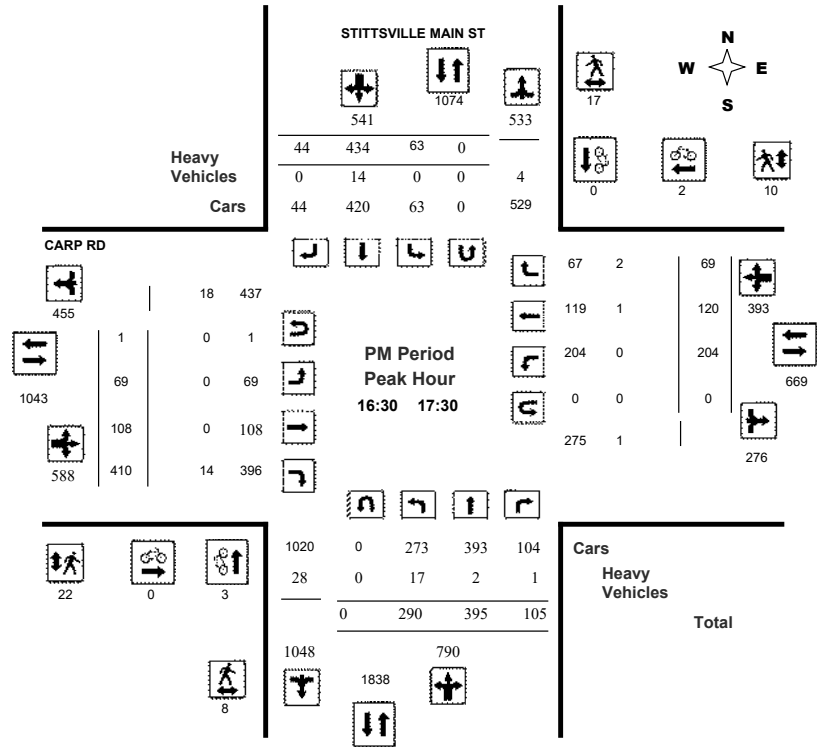 STITTSVILLE MAIN ST
N
W E
S
1074
17
541 533
44 434 63 0
Heavy
Vehicles
0 14 0 0 4
0 2 10
Cars
44 420 63 0 529
CARP RD
455
18 437
67 2 69
393
1043
1 0 1
119 1 120
669
PM Period
Peak Hour
16:30 17:30
69 0 69
204 0 204
588
108 0 108
0 0 0
276
410 14 396
275 1
22 0 3
1020 0 273 393 104
Cars
28 0 17 2 1
Heavy
Vehicles
0 290 395 105
Total
1048 790
1838
8